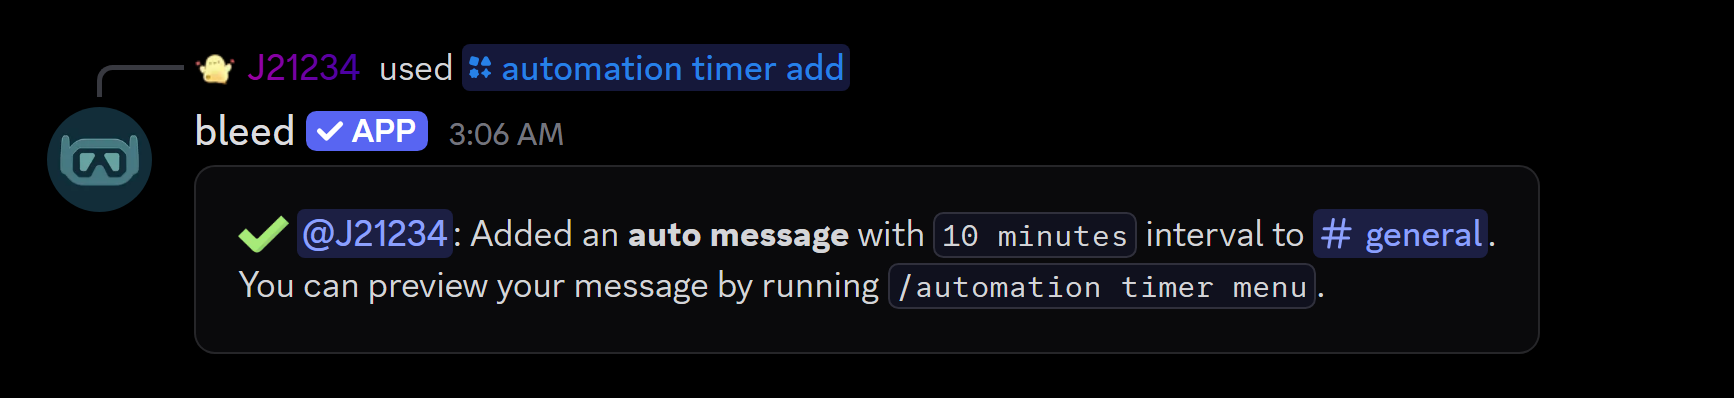 J21234 used automation timer add
bleed APP 3:06 AM
@J21234: Added an auto message with 10 minutes interval to # general.
You can preview your message by running /automation timer menu.